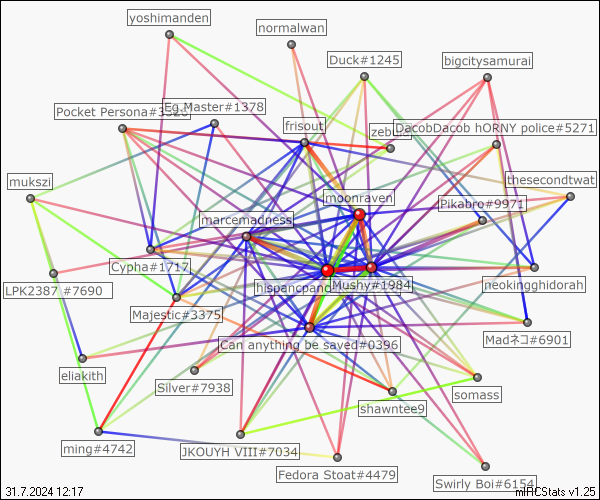 yoshimanden
normalwan
Duck#1245
bigcitysamurai
Pocket Persona#3526
Eg.Master#1378
frisout
DacobDacob hORNY police#5271
mukszi
moonraven
thesecondtwat
Pikabro#9971
marcemadness
Cypha#1717
hispancpand
Mushy#1984
neokingghidorah
LPK2387 #7690
Majestic#3375
Can anything be saved#0396
Madネコ#6901
eliakith
Silver#7938
shawntee9
somass
ming#4742
JKOUYH VIII#7034
Fedora Stoat#4479
Swirly Boi#6154
31.7.2024 12:17
mIRCStats v1.25